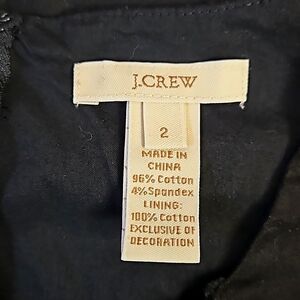 J.CREW
2
MADE IN
CHINA
96% Cotton
4% Spandex
LINING:
100% Cotton
EXCLUSIVE OF
DECORATION